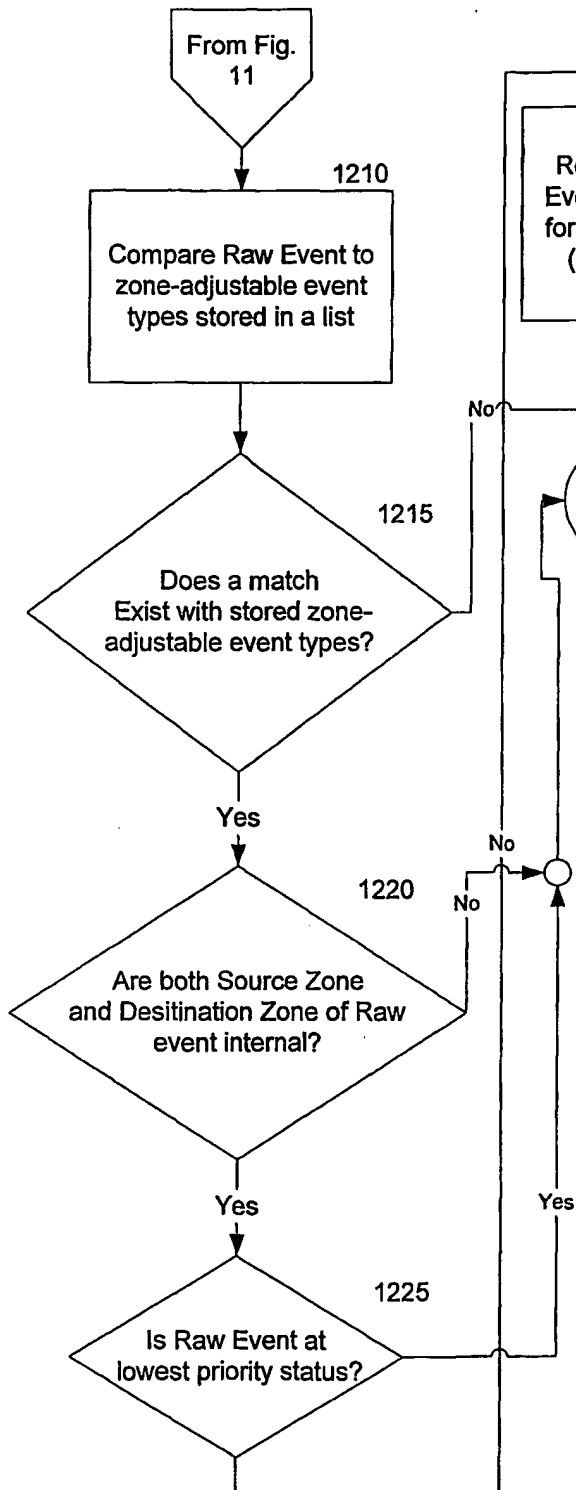 From Fig.
11
1210
Compare Raw Event to
zone-adjustable event
types stored in a list
No
1215
Does a match
Exist with stored zone-
adjustable event types?
Yes
No
1220
No
Are both Source Zone
and Desitination Zone of Raw
event internal?
Yes
Yes
1225
Is Raw Event at
lowest priority status?
for
(